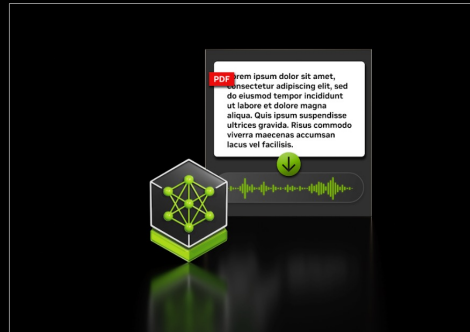 PDF
orem ipsum dolor sit amet,
consectetur adipiscing elit, sed
do eiusmod tempor incididunt
ut labore et dolore magna
aliqua. Quis ipsum suspendisse
ultrices gravida. Risus commodo
viverra maecenas accumsan
lacus vel facilisis.